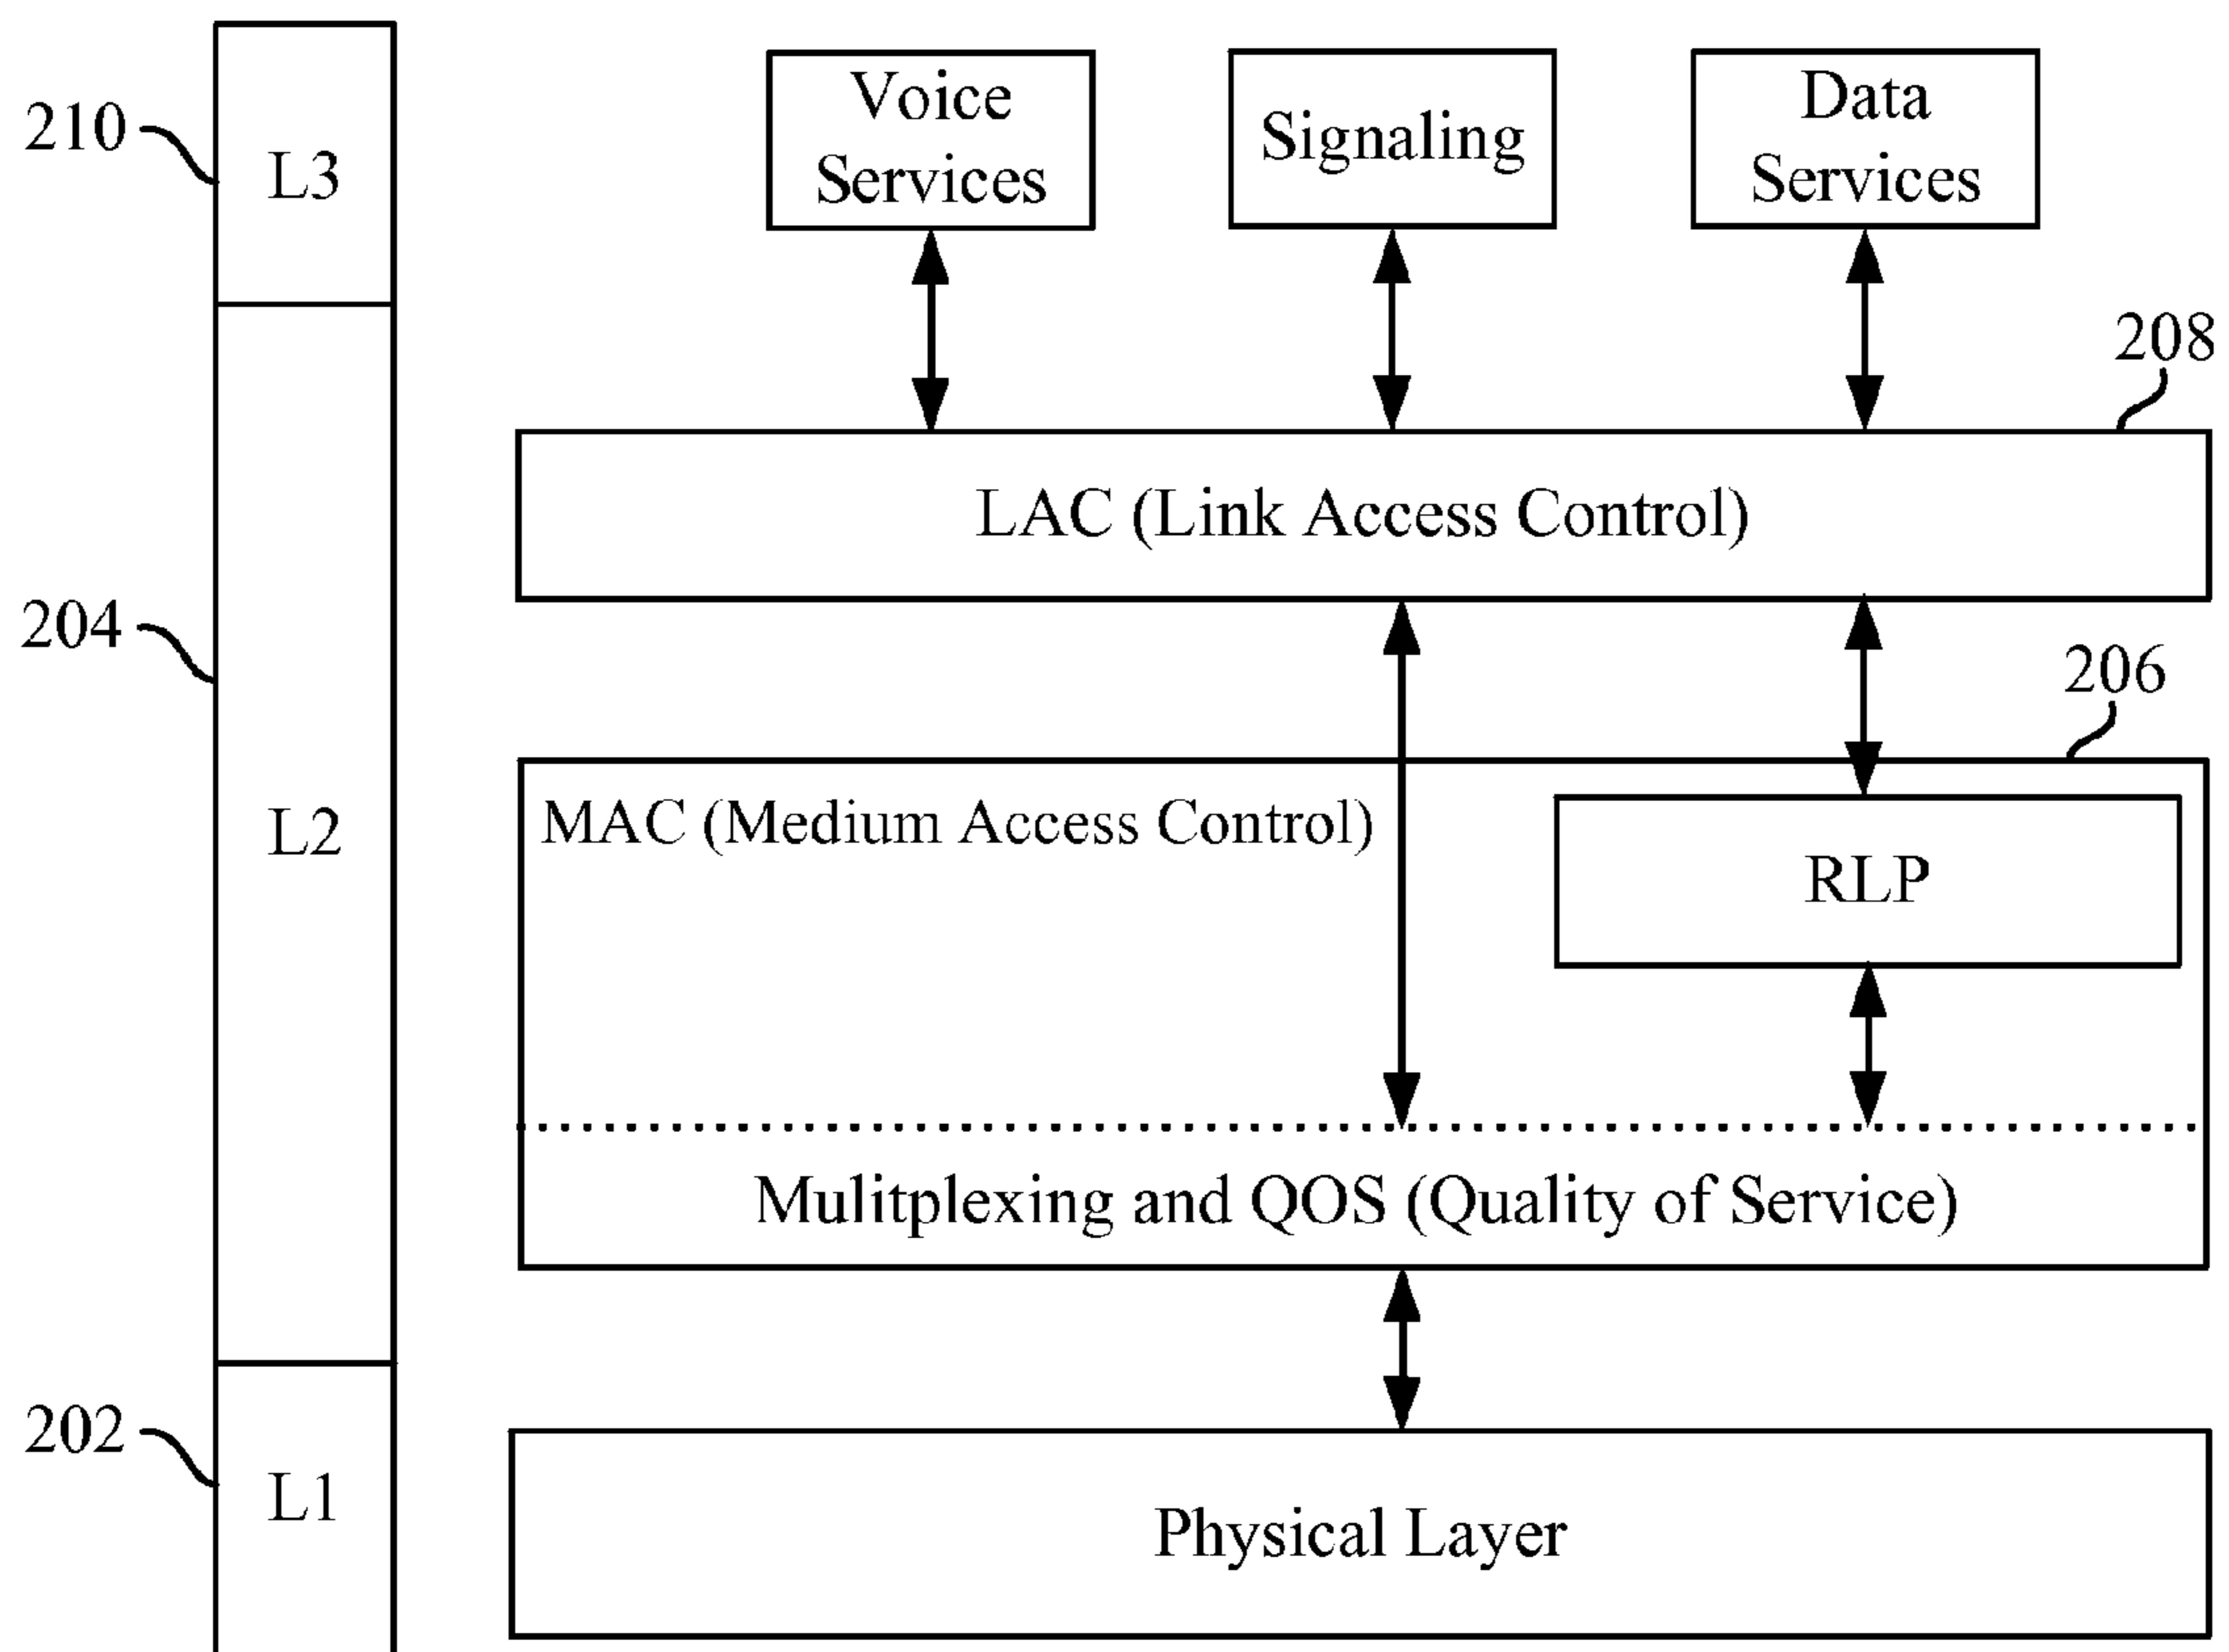 210
L3
Voice
Services
Signaling
Data
Services
208
LAC (Link Access Control)
204
L2
206
MAC (Medium Access Control)
RLP
Mulitplexing and QOS (Quality of Service)
202
L1
Physical Layer